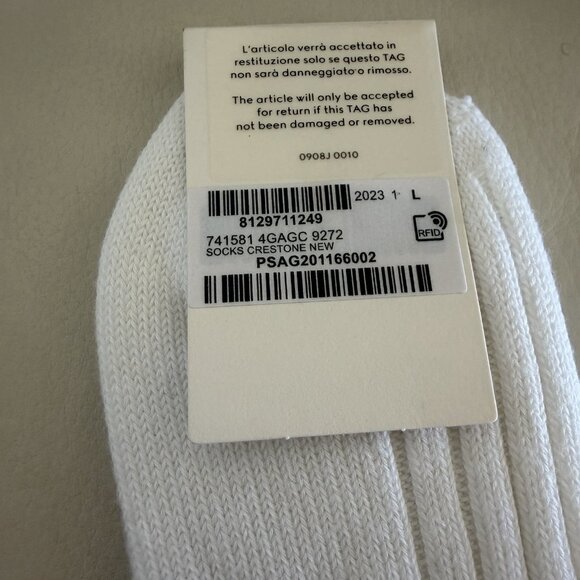 L'articolo verrà accettato in
restituzione solo se questo TAG
non sarà danneggiato o rimosso.
The article will only be accepted
for return if this TAG has
not been damaged or removed.
0908J 0010
2023 1 L
8129711249
741581 4GAGC 9272
SOCKS CRESTONE NEW
PSAG201166002
RFID